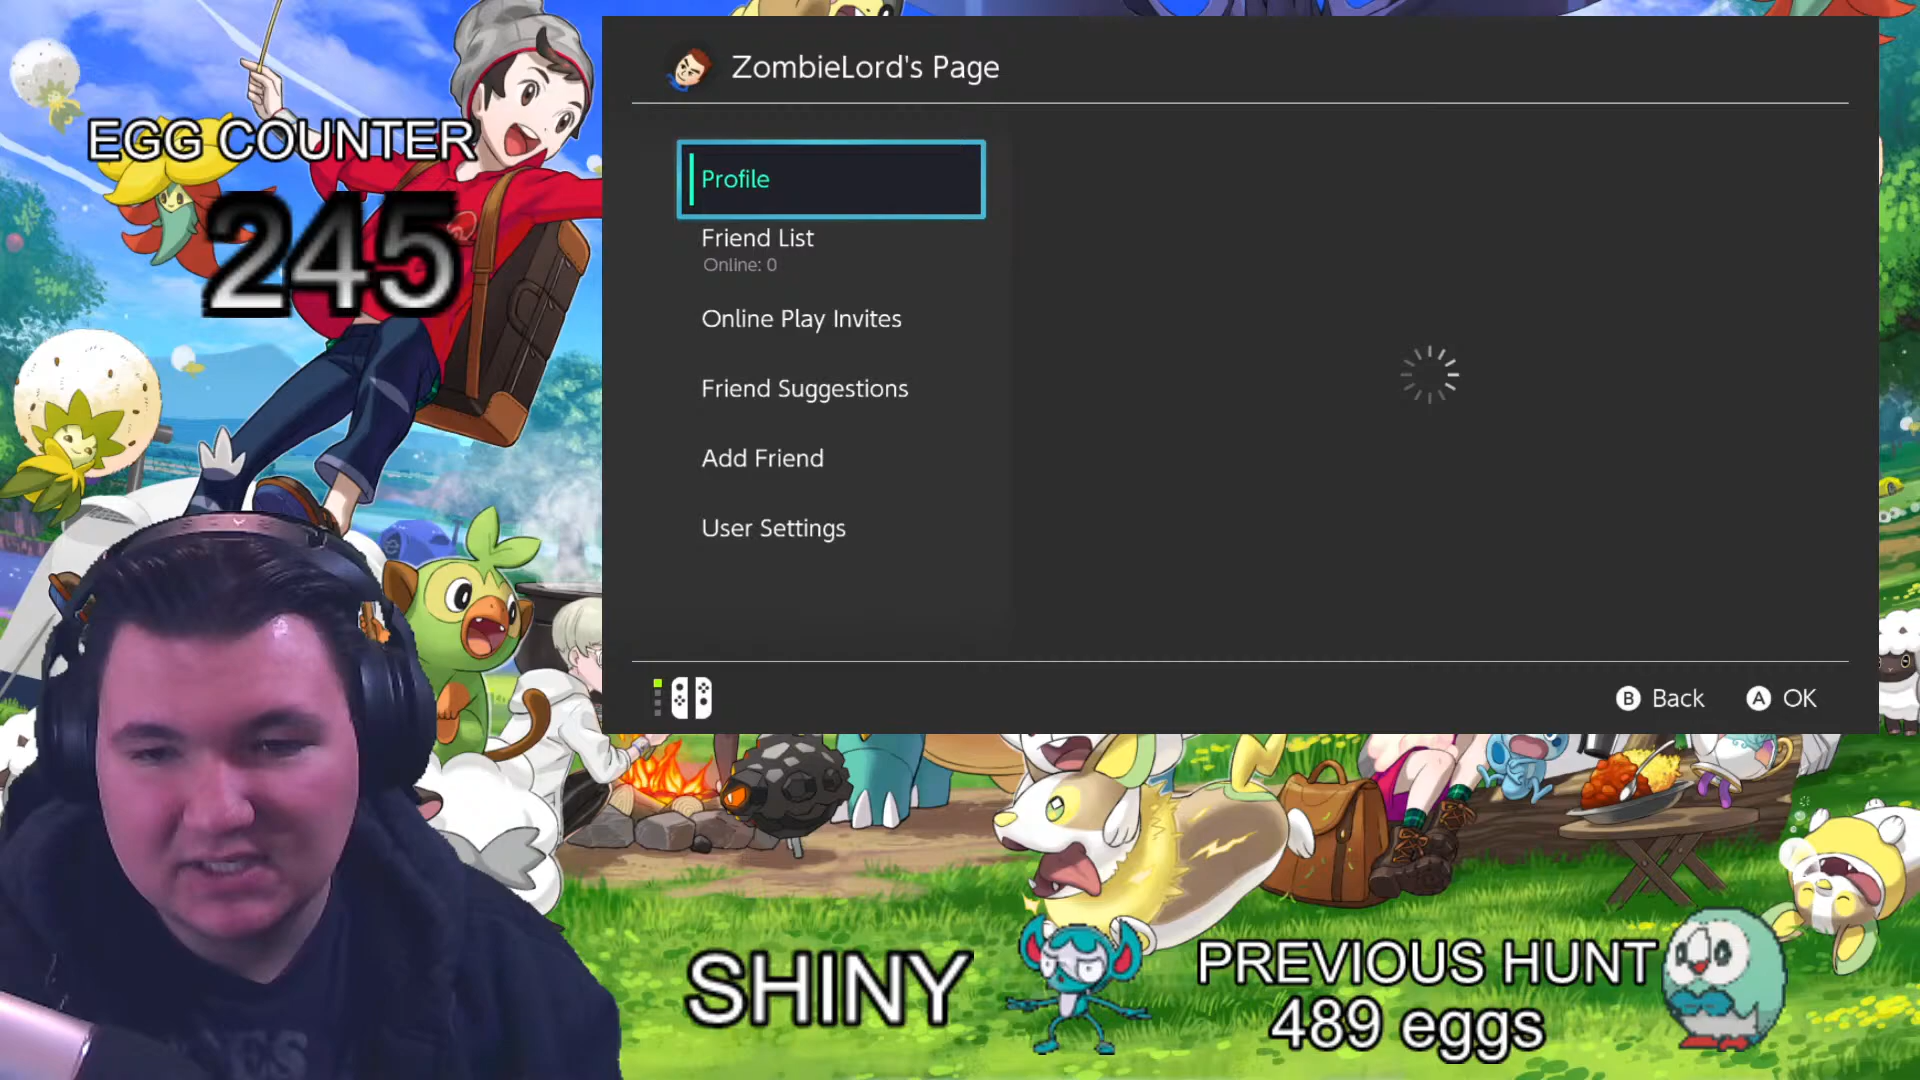 ZombieLord's Page
EGG COUNTER
245
Profile
Friend List
Online: 0
Online Play Invites
Friend Suggestions
Add Friend
User Settings
B Back
A OK
SHINY
PREVIOUS HUNT
489 eggs